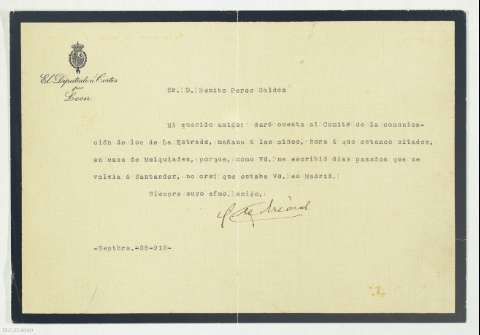 El Diputado á Cortes
por
León
SR. D. Benito Perez Galdós
Mi querido amigo: daré cuenta al Comité de la comunica-
ción de los de La Estrada, mañana á las cinco, hora á que estamos citados,
en casa de Melquiades, porque, como Vd. me escribió dias pasados que se
volvia á Santander, no creí que estaba Vd. en Madrid.
Siempre suyo afmo. amigo,
-Septbre.-28-912-